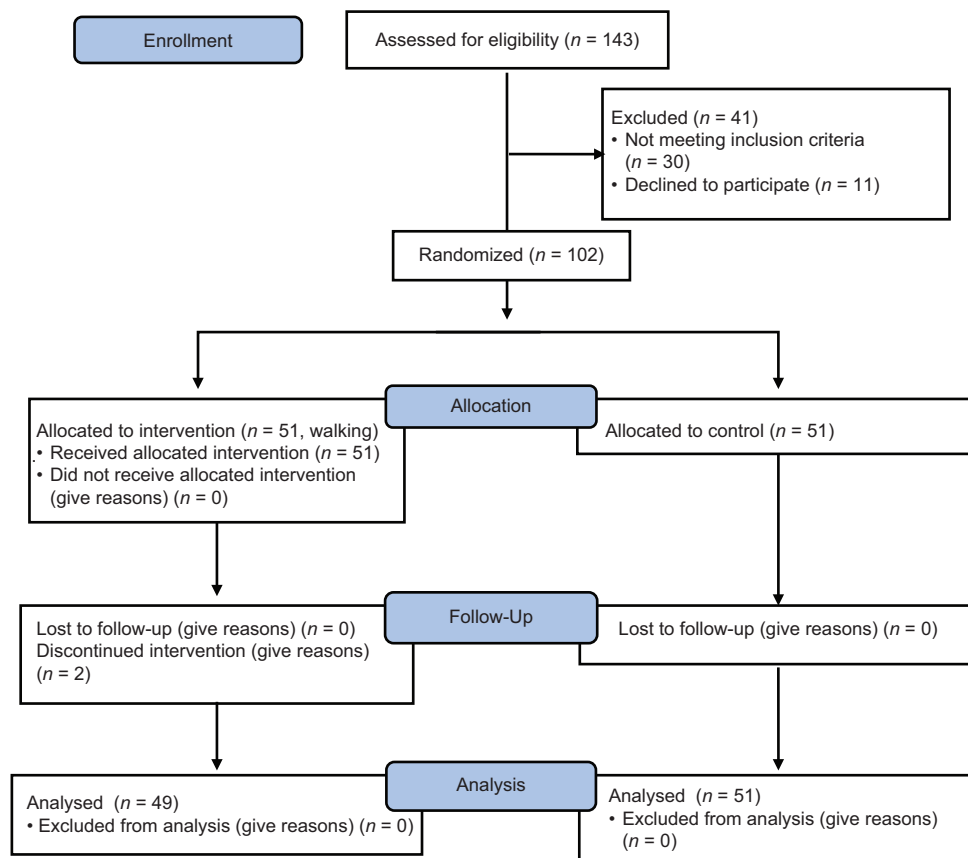 Enrollment
Assessed for eligibility (n = 143)
Excluded (n = 41)
• Not meeting inclusion criteria
(n = 30)
• Declined to participate (n = 11)
Randomized (n = 102)
Allocation
Allocated to intervention (n = 51, walking)
• Received allocated intervention (n = 51)
• Did not receive allocated intervention
(give reasons) (n = 0)
Allocated to control (n = 51)
Follow-Up
Lost to follow-up (give reasons) (n = 0)
Discontinued intervention (give reasons)
(n = 2)
Lost to follow-up (give reasons) (n = 0)
Analysis
Analysed (n = 49)
• Excluded from analysis (give reasons) (n = 0)
Analysed (n = 51)
• Excluded from analysis (give reasons)
(n = 0)